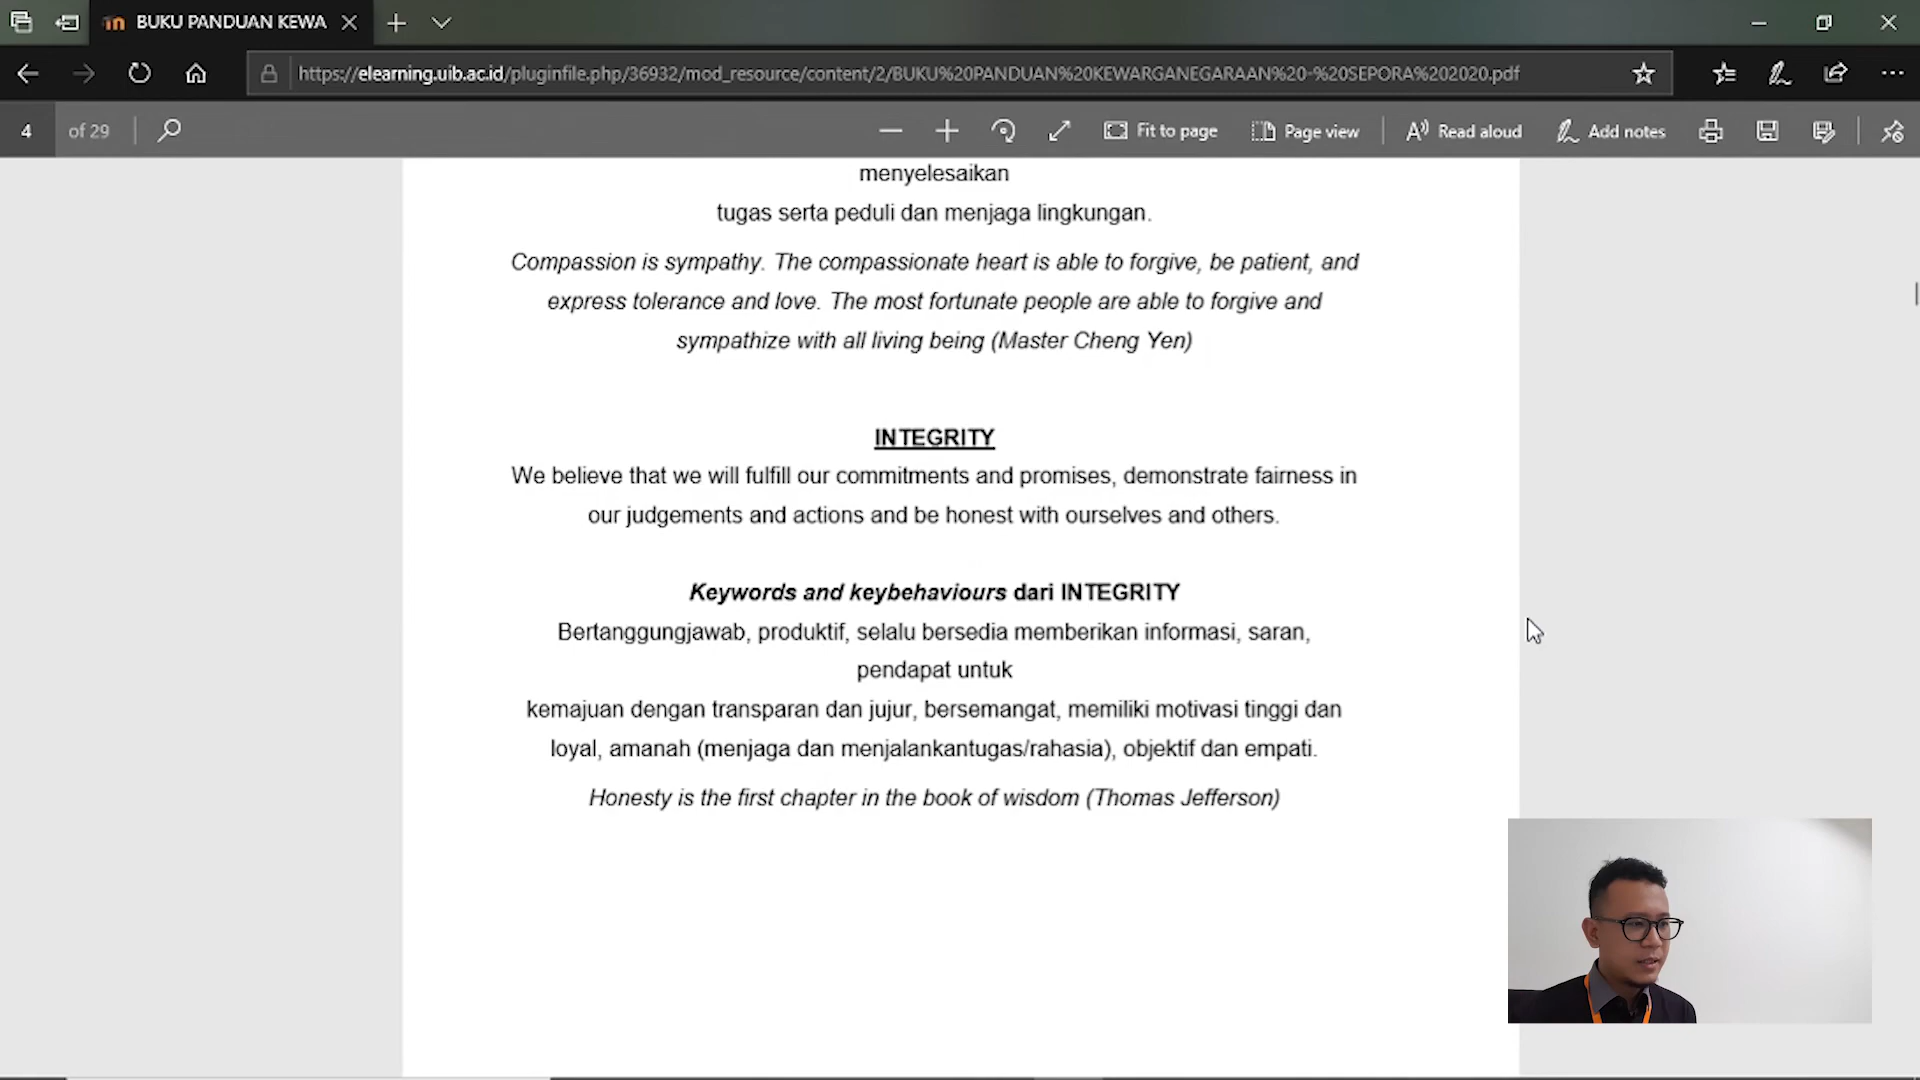 BUKU PANDUAN KEWA
https://elearning.uib.ac.id/pluginfile.php/36932/mod_resource/content/2/BUKU%20PANDUAN%20KEWARGANEGARAAN%20-%20SEPORA%202020.pdf
4 of 29 Fit to page Page view Read aloud Add notes
menyelesaikan
tugas serta peduli dan menjaga lingkungan.
Compassion is sympathy. The compassionate heart is able to forgive, be patient, and
express tolerance and love. The most fortunate people are able to forgive and
sympathize with all living being (Master Cheng Yen)
INTEGRITY
We believe that we will fulfill our commitments and promises, demonstrate fairness in
our judgements and actions and be honest with ourselves and others.
Keywords and keybehaviours dari INTEGRITY
Bertanggungjawab, produktif, selalu bersedia memberikan informasi, saran,
pendapat untuk
kemajuan dengan transparan dan jujur, bersemangat, memiliki motivasi tinggi dan
loyal, amanah (menjaga dan menjalankantugas/rahasia), objektif dan empati.
Honesty is the first chapter in the book of wisdom (Thomas Jefferson)